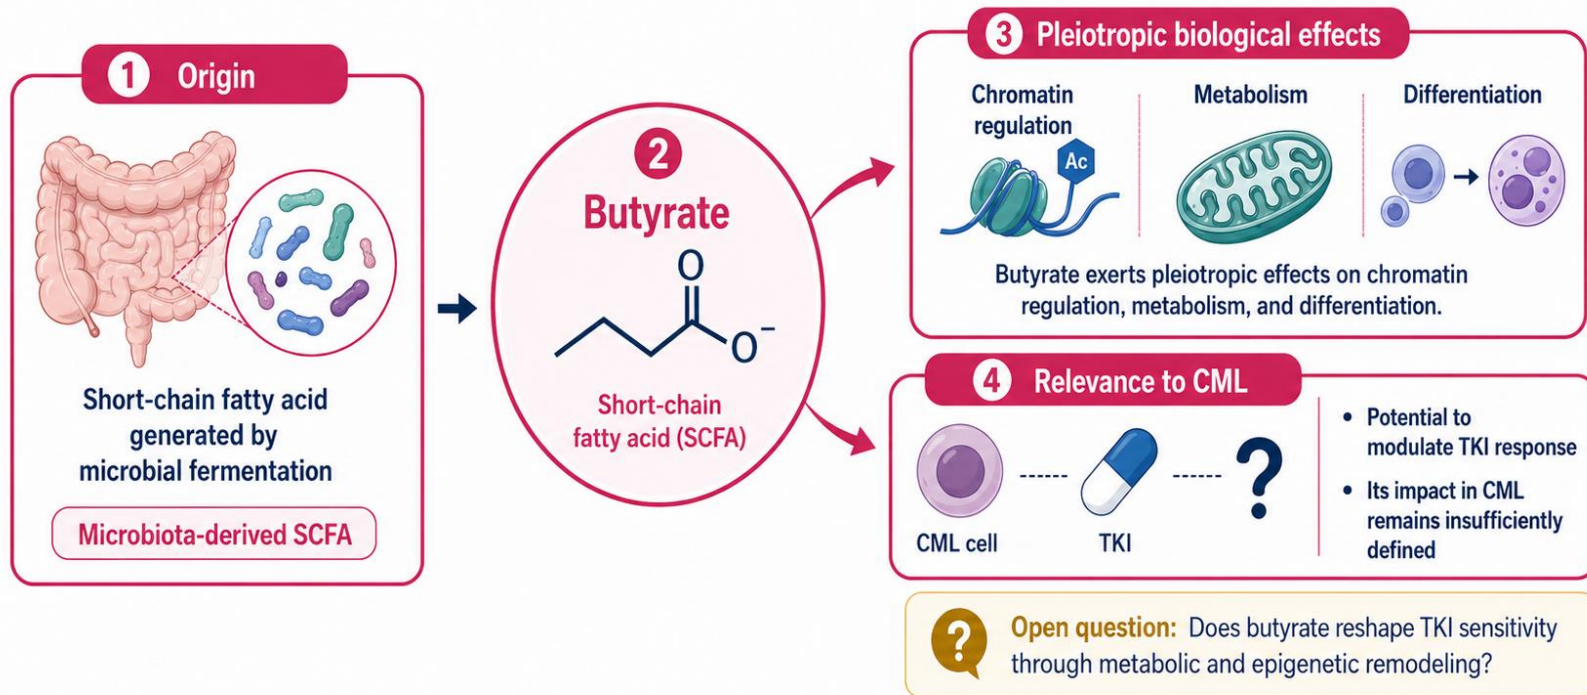 1 Origin
Short-chain fatty acid
generated by
microbial fermentation
Microbiota-derived SCFA
2
Butyrate
O
O⁻
Short-chain
fatty acid (SCFA)
3 Pleiotropic biological effects
Chromatin
regulation
Ac
Metabolism
Differentiation
Butyrate exerts pleiotropic effects on chromatin
regulation, metabolism, and differentiation.
4 Relevance to CML
CML cell
TKI
?
• Potential to
modulate TKI response
• Its impact in CML
remains insufficiently
defined
? Open question: Does butyrate reshape TKI sensitivity
through metabolic and epigenetic remodeling?